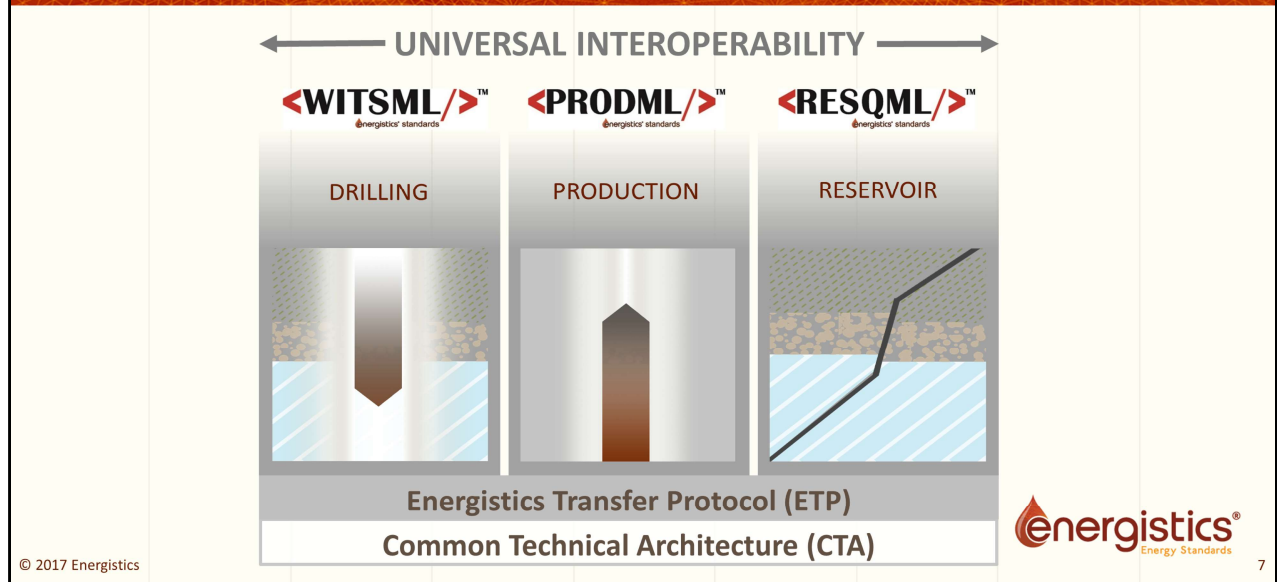 UNIVERSAL INTEROPERABILITY
<WITSML/>™
energistics' standards
<PRODML/>™
energistics' standards
<RESQML/>™
energistics' standards
DRILLING
PRODUCTION
RESERVOIR
Energistics Transfer Protocol (ETP)
Common Technical Architecture (CTA)
energistics®
Energy Standards
© 2017 Energistics
7